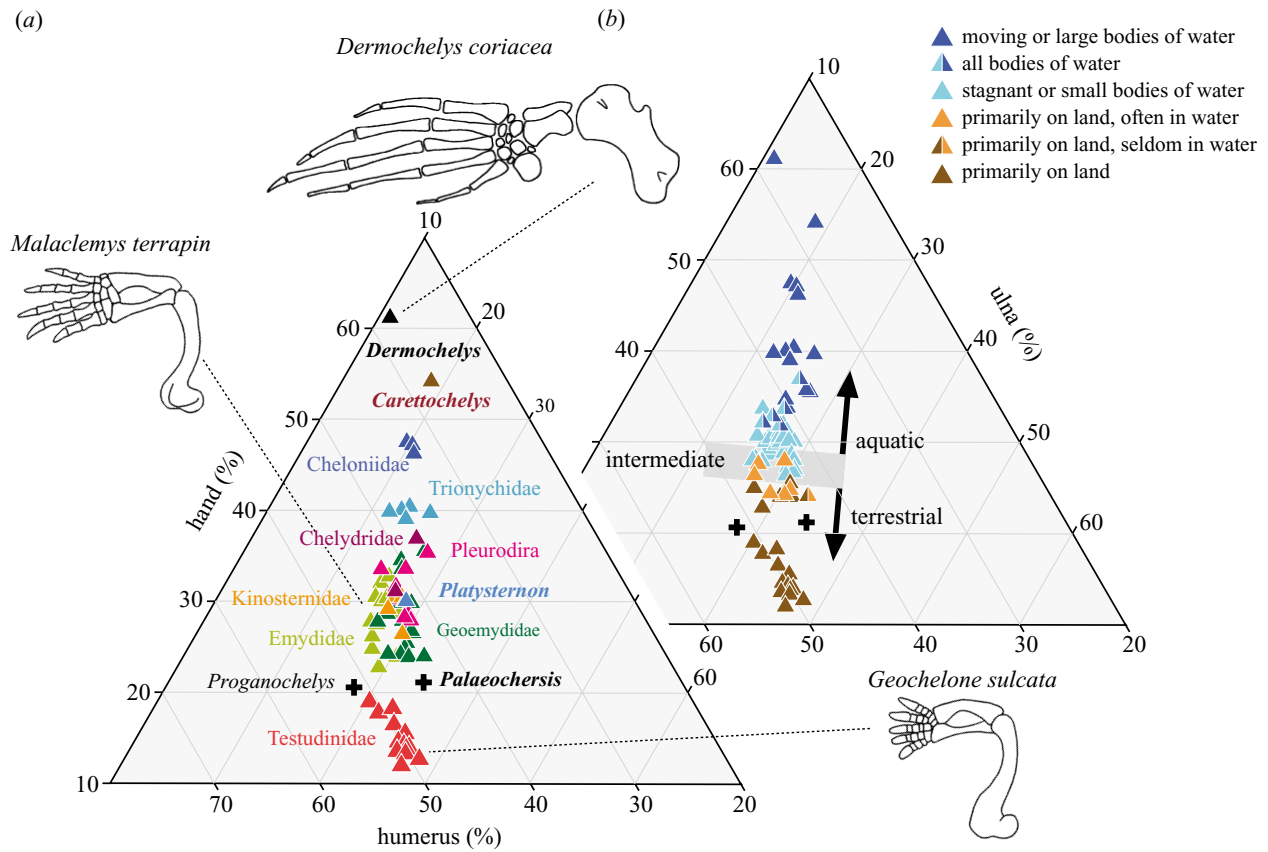 (a)
Dermochelys coriacea
(b)
moving or large bodies of water
all bodies of water
stagnant or small bodies of water
primarily on land, often in water
primarily on land, seldom in water
primarily on land
Malaclemys terrapin
10
20
30
60
10
60
20
50
30
40
40
50
60
ulna (%)
aquatic
intermediate
terrestrial
60
50
40
30
20
Dermochelys
Carettochelys
50
Cheloniidae
Trionychidae
hand (%)
40
Chelydridae
Pleurodira
Platysternon
Kinosternidae
30
Emydidae
Geoemydidae
Proganochelys
Palaeochersis
60
20
Testudinidae
Geochelone sulcata
10
70
60
50
20
humerus (%)